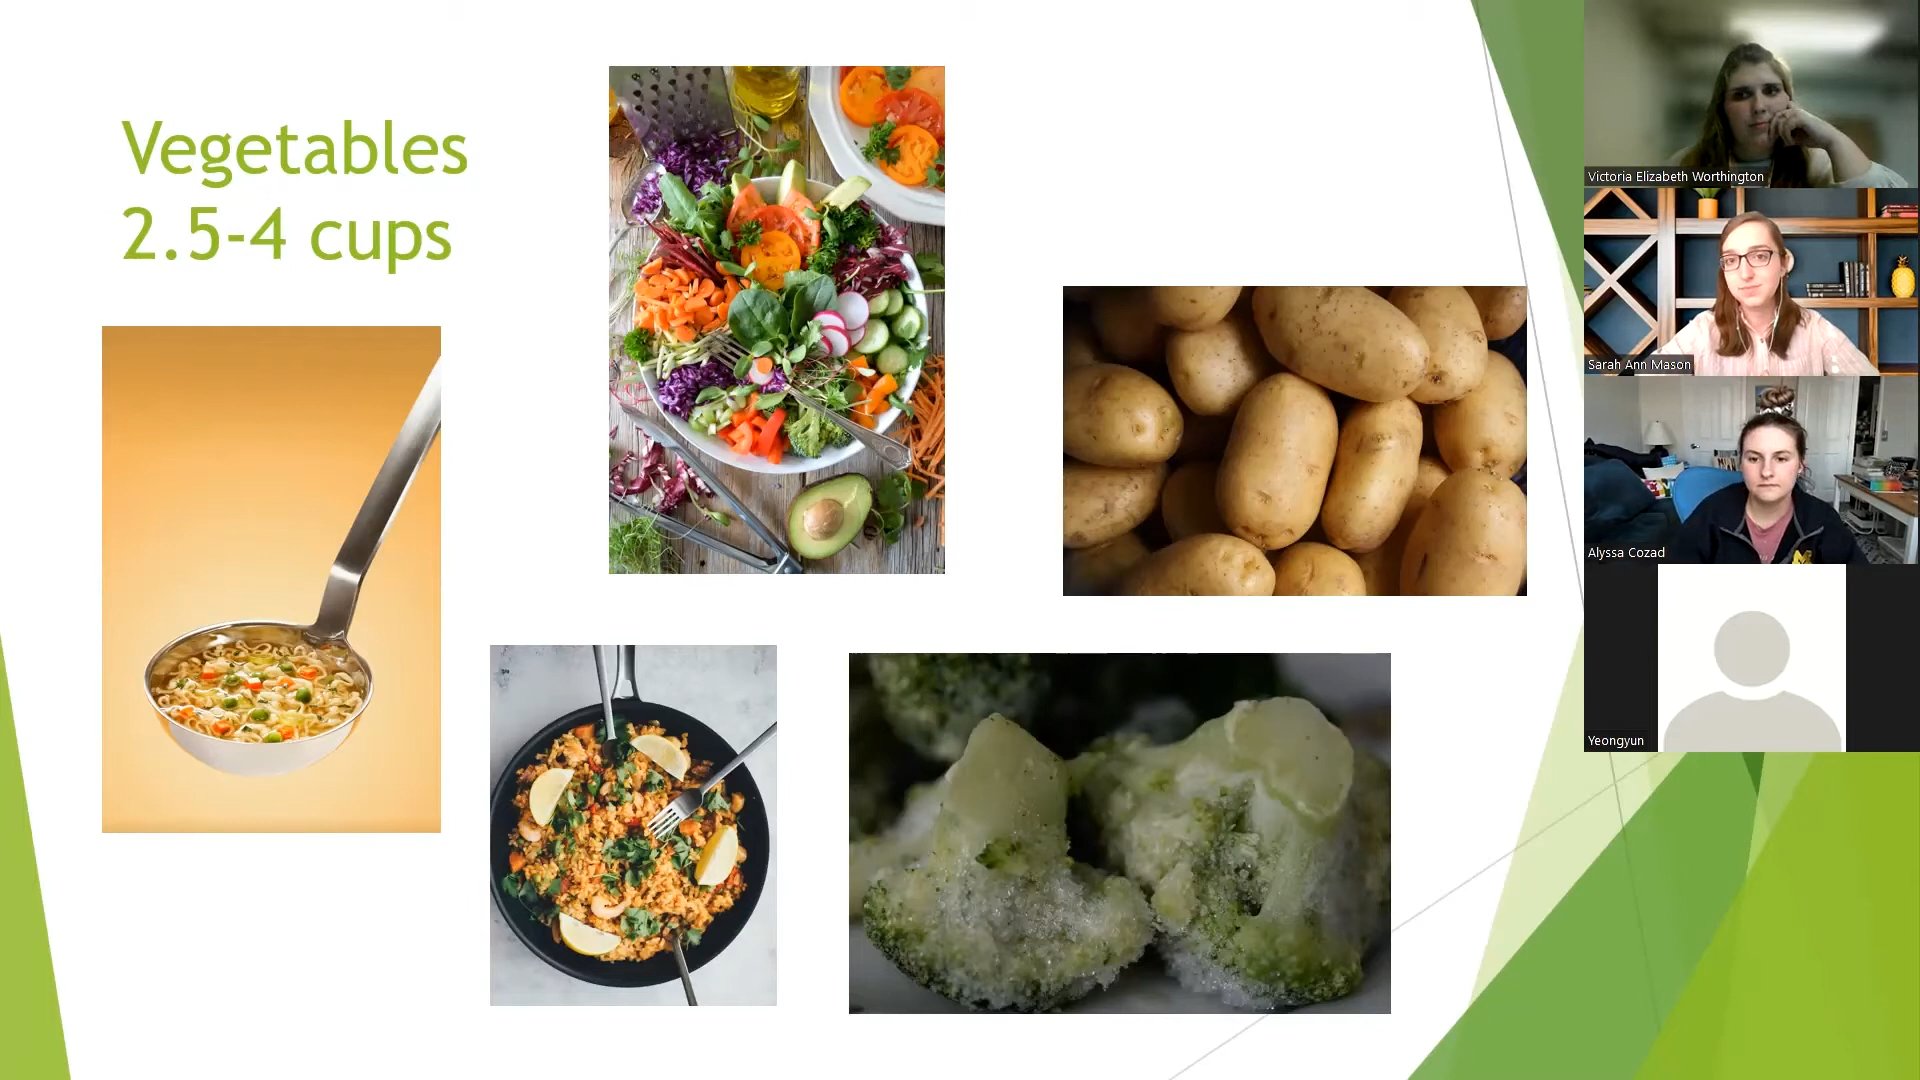 Vegetables
2.5-4 cups
Victoria Elizabeth Worthington
Sarah Ann Mason
Alyssa Cozad
Yeongyun